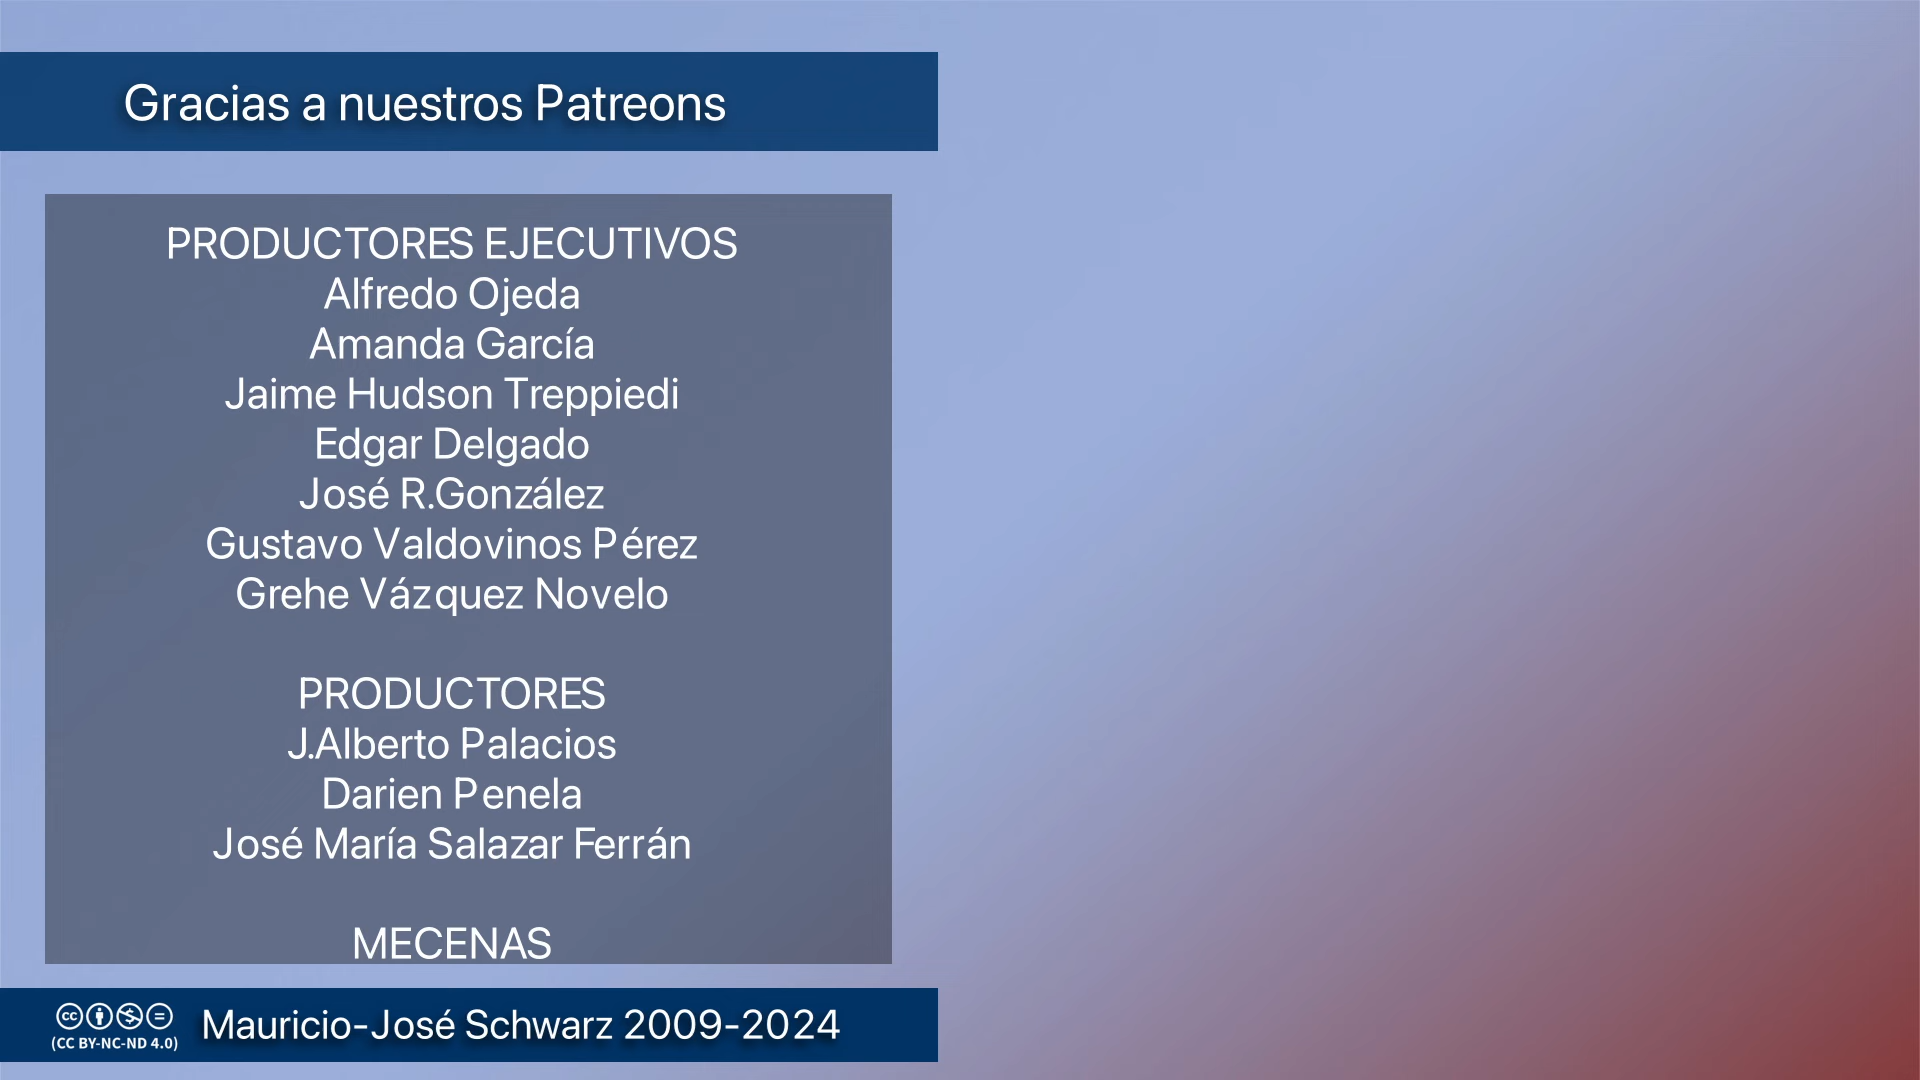 Gracias a nuestros Patreons
PRODUCTORES EJECUTIVOS
Alfredo Ojeda
Amanda García
Jaime Hudson Treppiedi
Edgar Delgado
José R.González
Gustavo Valdovinos Pérez
Grehe Vázquez Novelo
PRODUCTORES
J.Alberto Palacios
Darien Penela
José María Salazar Ferrán
MECENAS
(CC BY-NC-ND 4.0)
Mauricio-José Schwarz 2009-2024